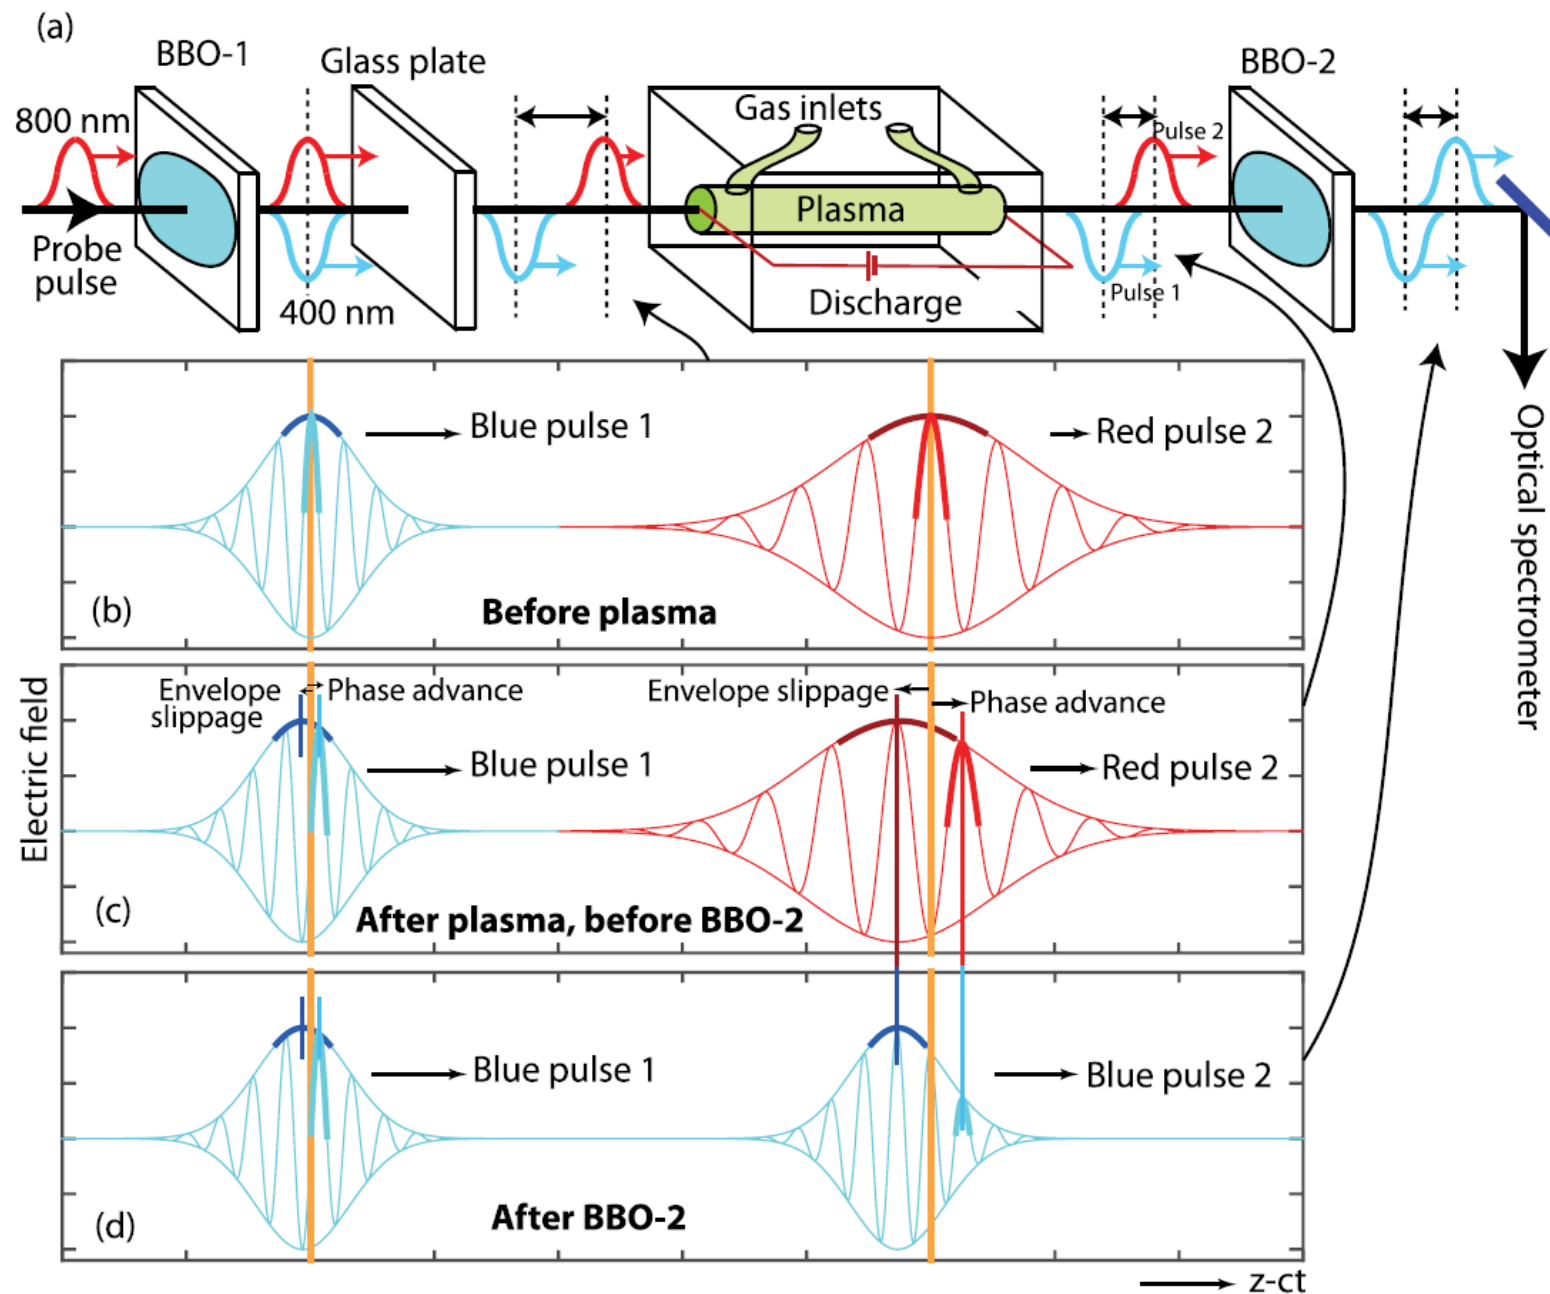 (a)
BBO-1
Glass plate
BBO-2
800 nm
Gas inlets
Pulse 2
Plasma
Probe
pulse
400 nm
Discharge
Pulse 1
Optical spectrometer
Blue pulse 1
Red pulse 2
(b)
Before plasma
Electric field
Envelope
slippage
Phase advance
Envelope slippage
Phase advance
Blue pulse 1
Red pulse 2
(c)
After plasma, before BBO-2
Blue pulse 1
Blue pulse 2
(d)
After BBO-2
z-ct